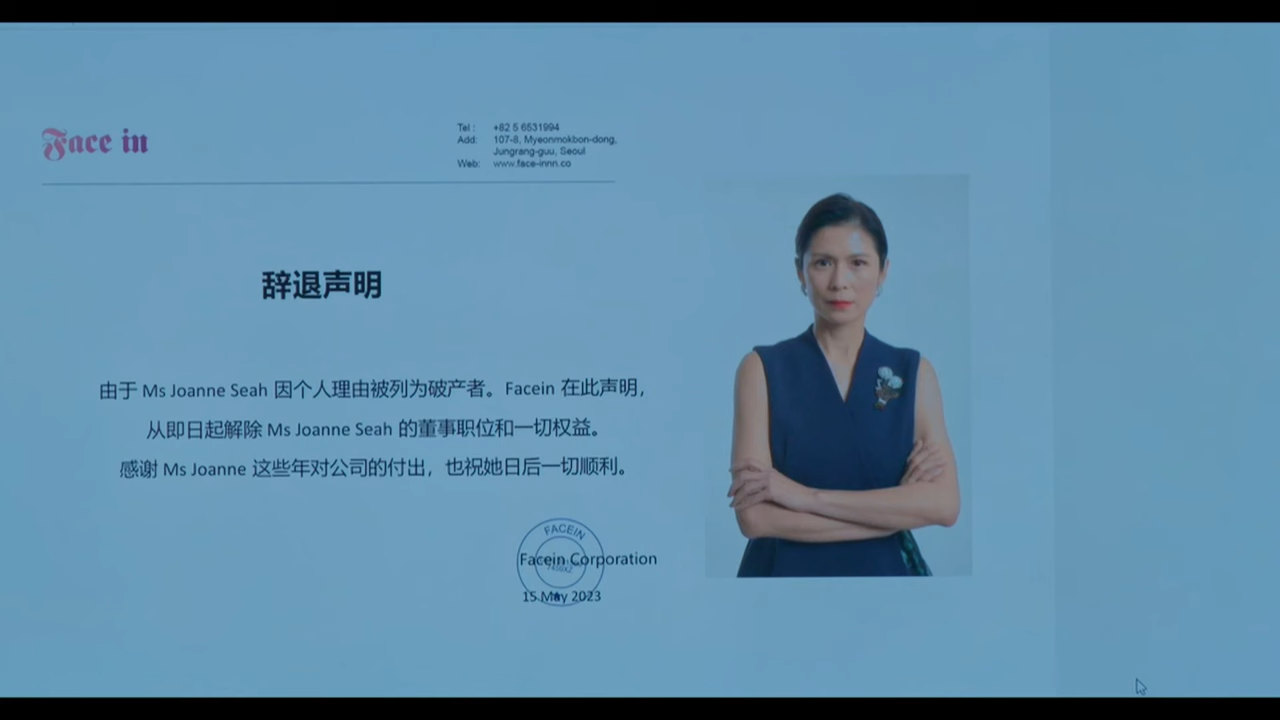 Face in
Tel : +82 5 6531994
Add: 107-8, Myeonmokbon-dong,
Jungrang-guu, Seoul
Web: www.face-innn.co
辞退声明
由于 Ms Joanne Seah 因个人理由被列为破产者。Facein 在此声明，
从即日起解除 Ms Joanne Seah 的董事职位和一切权益。
感谢 Ms Joanne 这些年对公司的付出，也祝她日后一切顺利。
FACEIN
Facein Corporation
15 May 2023